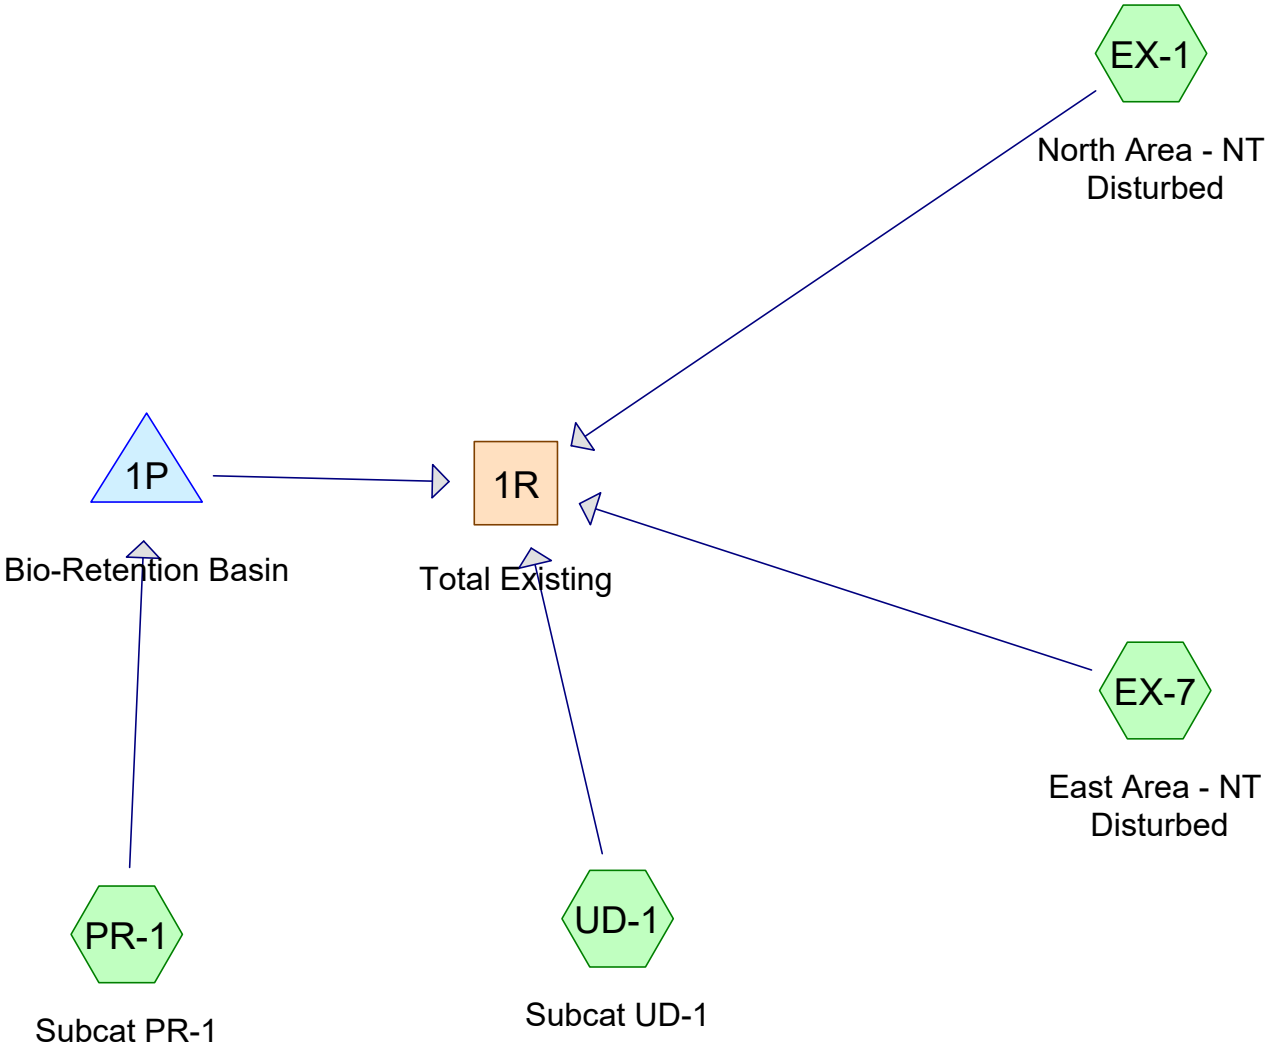 EX-1
North Area - NT
Disturbed
1P
Bio-Retention Basin
1R
Total Existing
EX-7
East Area - NT
Disturbed
PR-1
Subcat PR-1
UD-1
Subcat UD-1